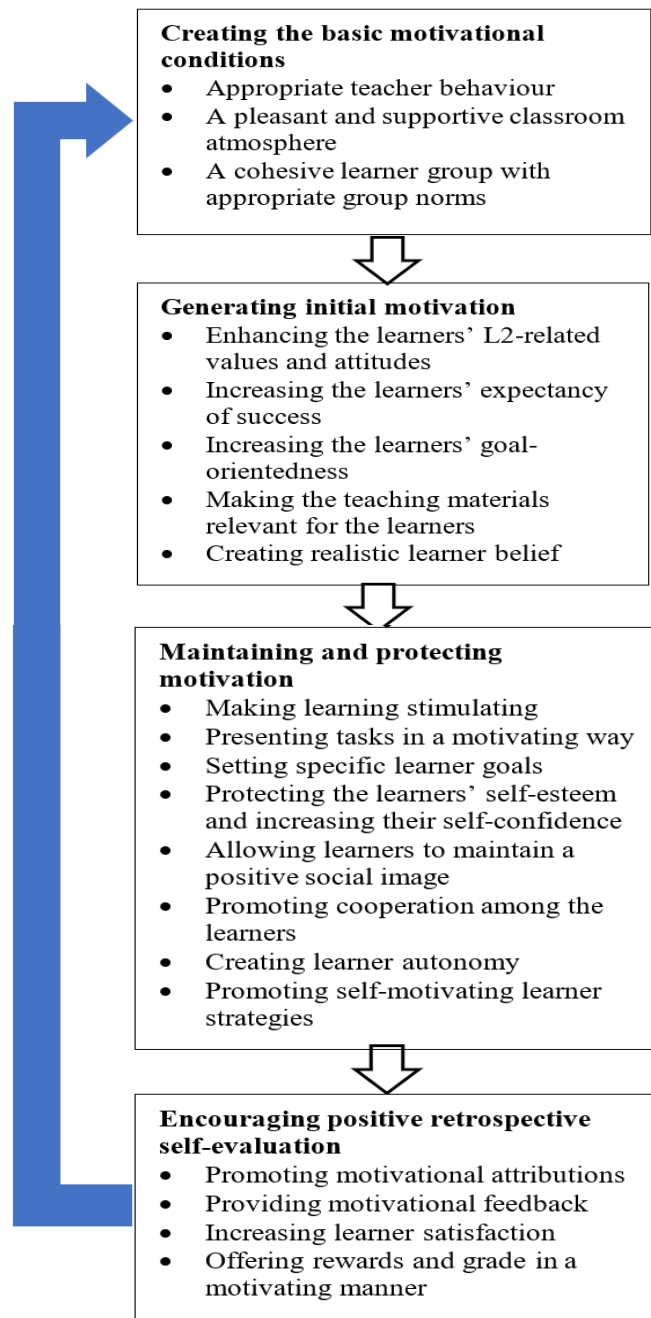 Creating the basic motivational
conditions
• Appropriate teacher behaviour
• A pleasant and supportive classroom
atmosphere
• A cohesive learner group with
appropriate group norms
Generating initial motivation
• Enhancing the learners’ L2-related
values and attitudes
• Increasing the learners’ expectancy
of success
• Increasing the learners’ goal-
orientedness
• Making the teaching materials
relevant for the learners
• Creating realistic learner belief
Maintaining and protecting
motivation
• Making learning stimulating
• Presenting tasks in a motivating way
• Setting specific learner goals
• Protecting the learners’ self-esteem
and increasing their self-confidence
• Allowing learners to maintain a
positive social image
• Promoting cooperation among the
learners
• Creating learner autonomy
• Promoting self-motivating learner
strategies
Encouraging positive retrospective
self-evaluation
• Promoting motivational attributions
• Providing motivational feedback
• Increasing learner satisfaction
• Offering rewards and grade in a
motivating manner